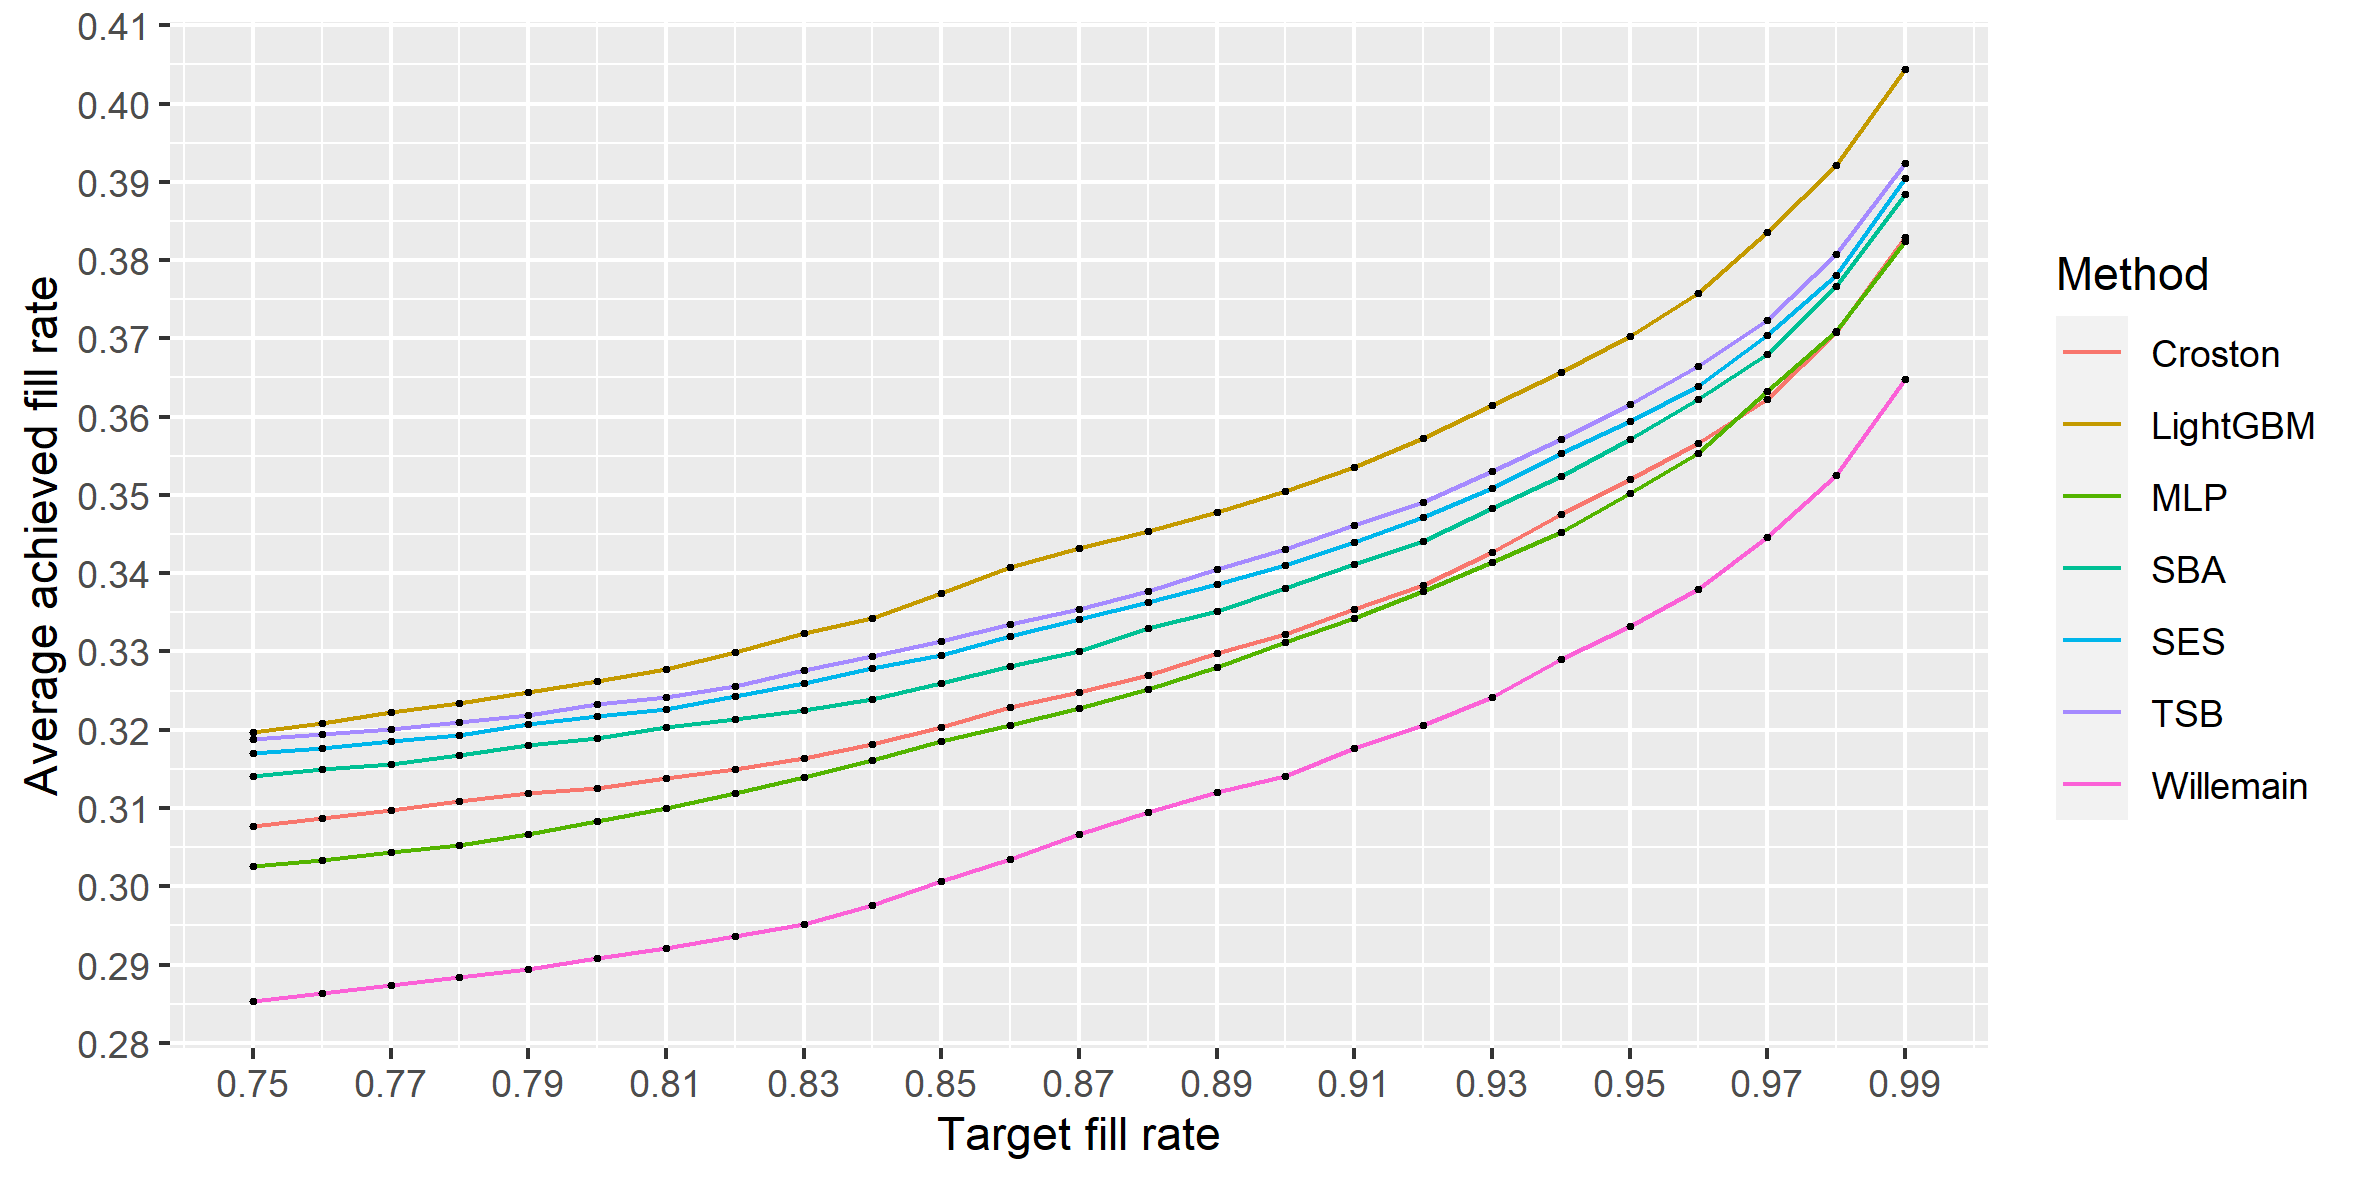 0.41
0.40
0.39
0.38
0.37
0.36
0.35
0.34
0.33
0.32
0.31
0.30
0.29
0.28
Average achieved fill rate
0.75 0.77 0.79 0.81 0.83 0.85 0.87 0.89 0.91 0.93 0.95 0.97 0.99
Target fill rate
Method
Croston
LightGBM
MLP
SBA
SES
TSB
Willemain